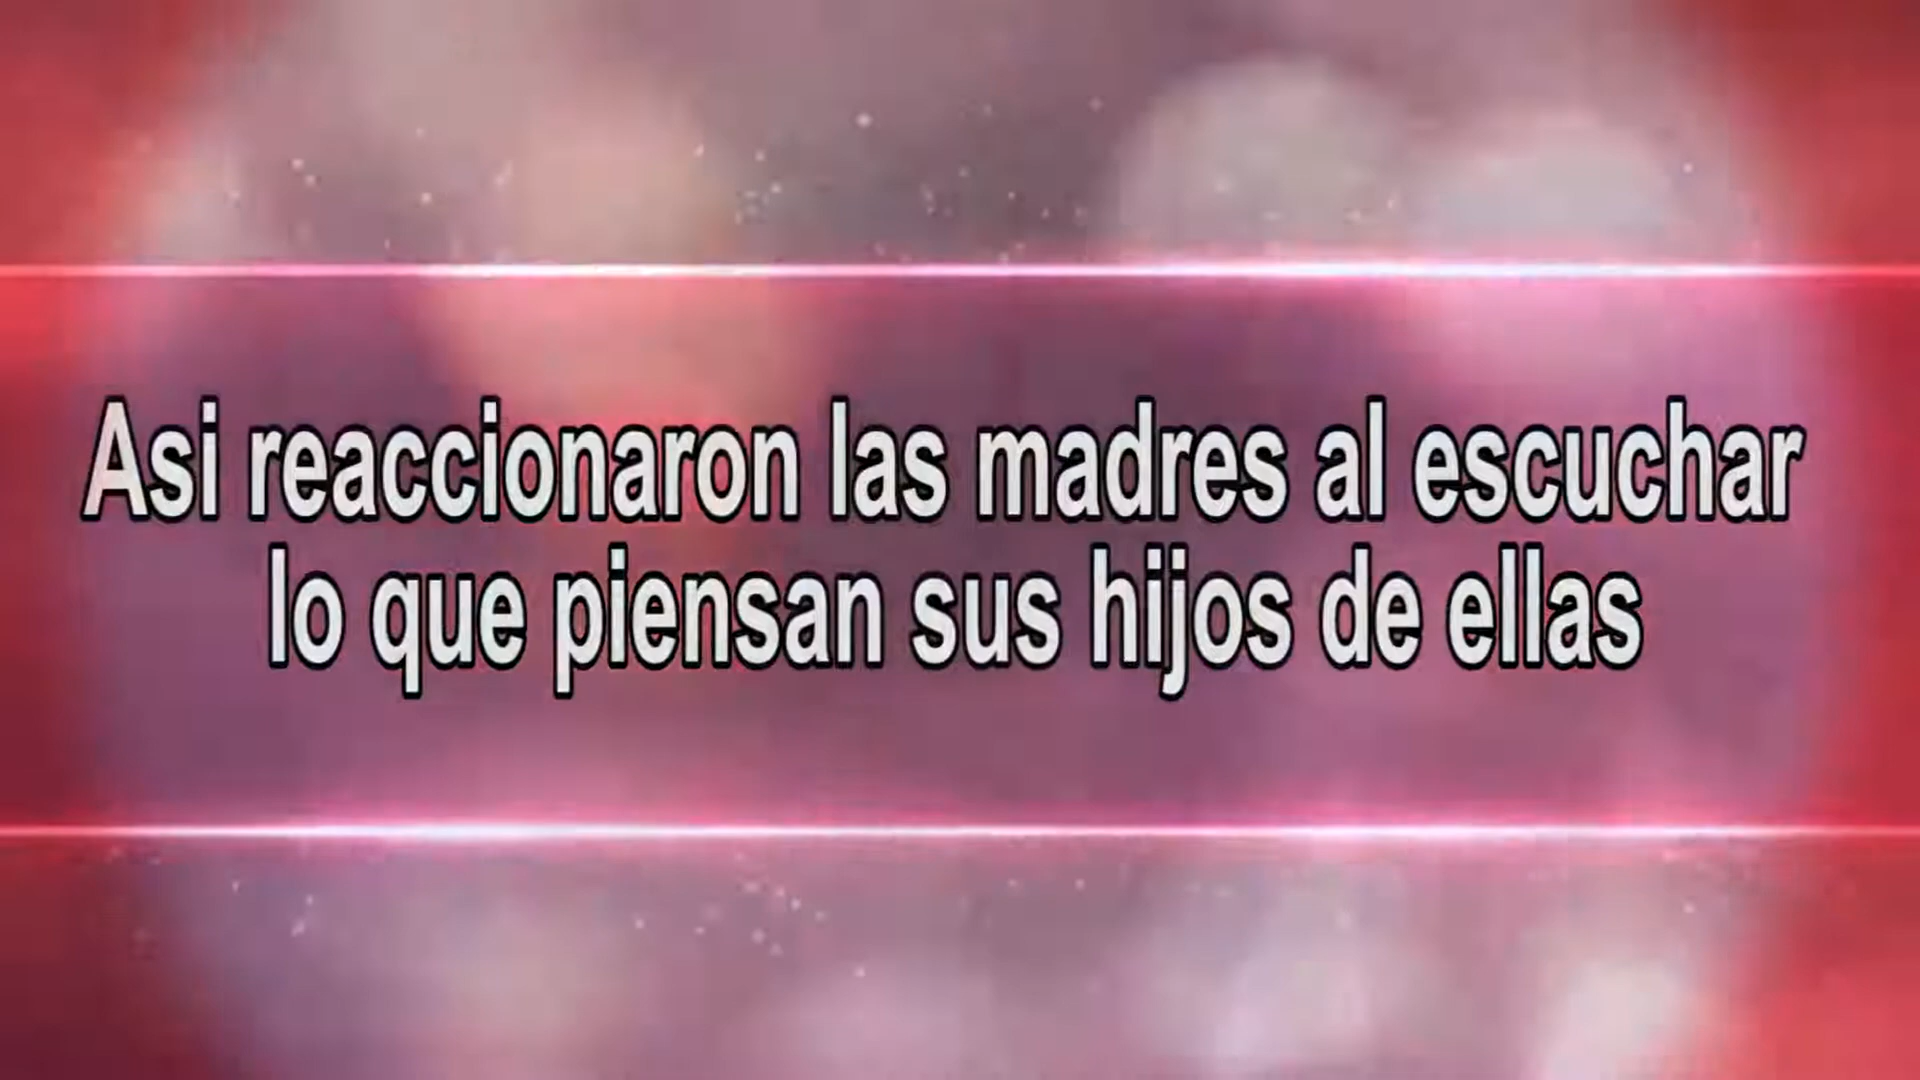 Asi reaccionaron las madres al escuchar
lo que piensan sus hijos de ellas